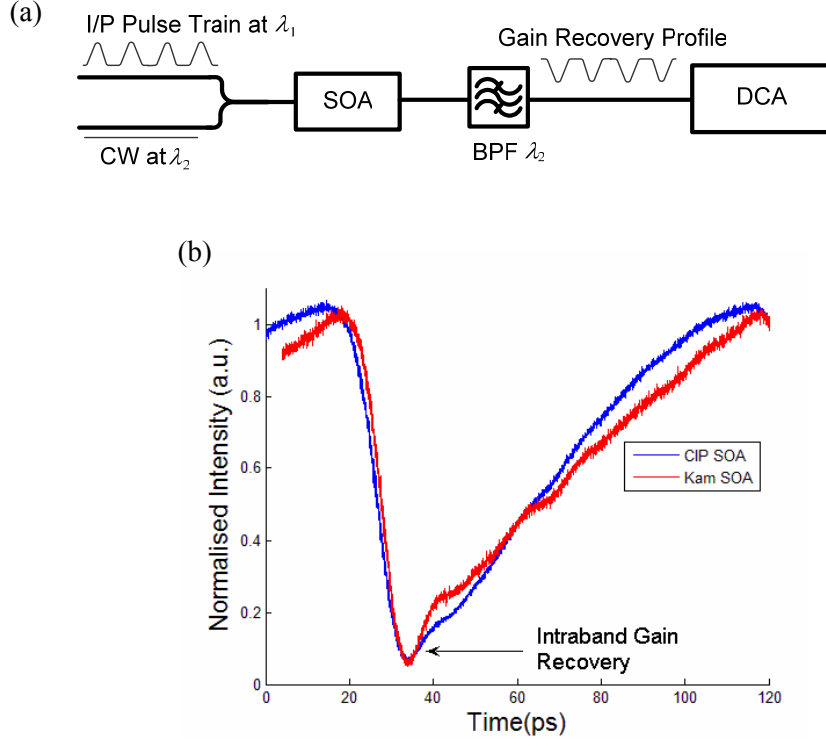 (a)
I/P Pulse Train at λ1
Gain Recovery Profile
SOA
DCA
CW at λ2
BPF λ2
(b)
Normalised Intensity (a.u.)
1
0.8
0.6
0.4
0.2
0
CIP SOA
Kam SOA
Intraband Gain
Recovery
0 20 40 60 80 100 120
Time(ps)